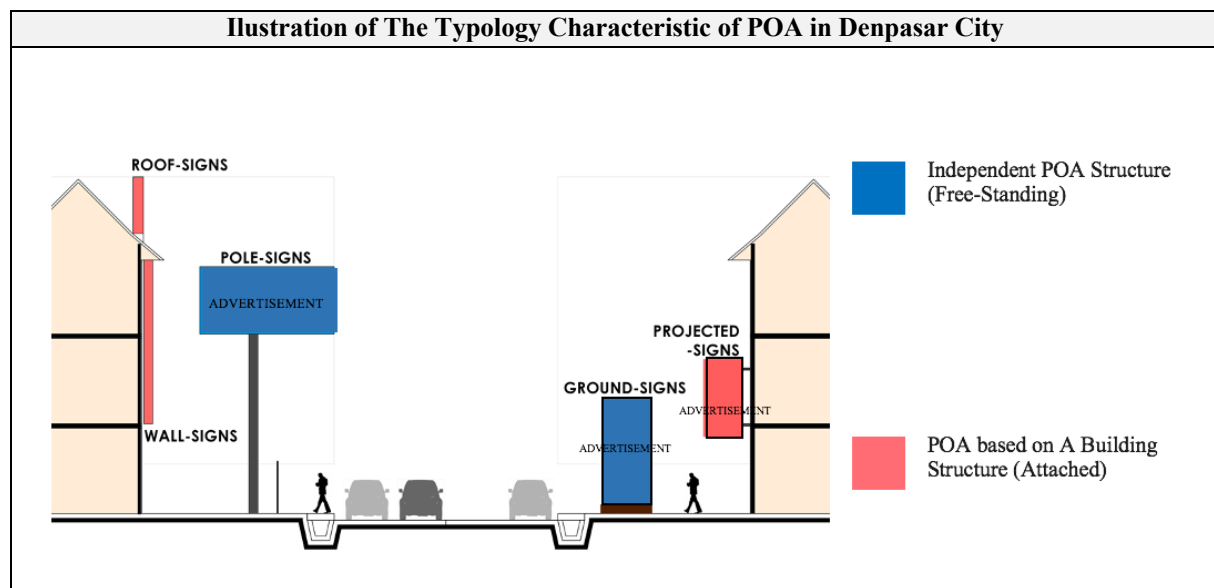 Ilustration of The Typology Characteristic of POA in Denpasar City
ROOF-SIGNS
POLE-SIGNS
ADVERTISEMENT
WALL-SIGNS
PROJECTED
-SIGNS
ADVERTISEMENT
GROUND-SIGNS
ADVERTISEMENT
Independent POA Structure
(Free-Standing)
POA based on A Building
Structure (Attached)